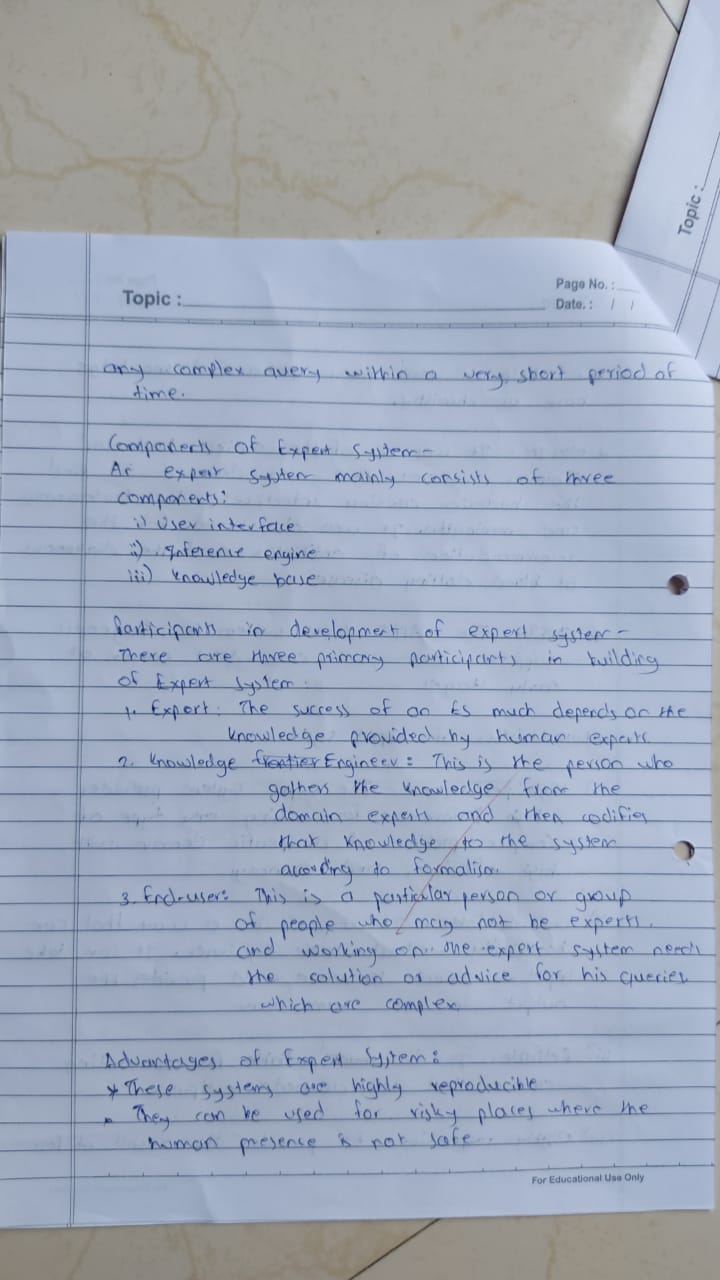 Topic :
Topic :
Page No. :
Date. : / /
any complex query within a very short period of
time.
Components of Expert System -
An expert system mainly consists of three
components:
i) User interface
ii) Inference engine
iii) Knowledge base
Participants in development of expert system -
There are three primary participants in building
of Expert System :
1. Expert : The success of an ES much depends on the
knowledge provided by human experts
2. Knowledge Engineer : This is the person who
gathers the knowledge from the
domain experts and then codifies
that knowledge to the system
according to formalism.
3. End-user : This is a particular person or group
of people who may not be experts,
and working on the expert system needs
the solution or advice for his queries
which are complex.
Advantages of Expert System :
* These systems are highly reproducible
• They can be used for risky places where the
human presence is not safe.
For Educational Use Only